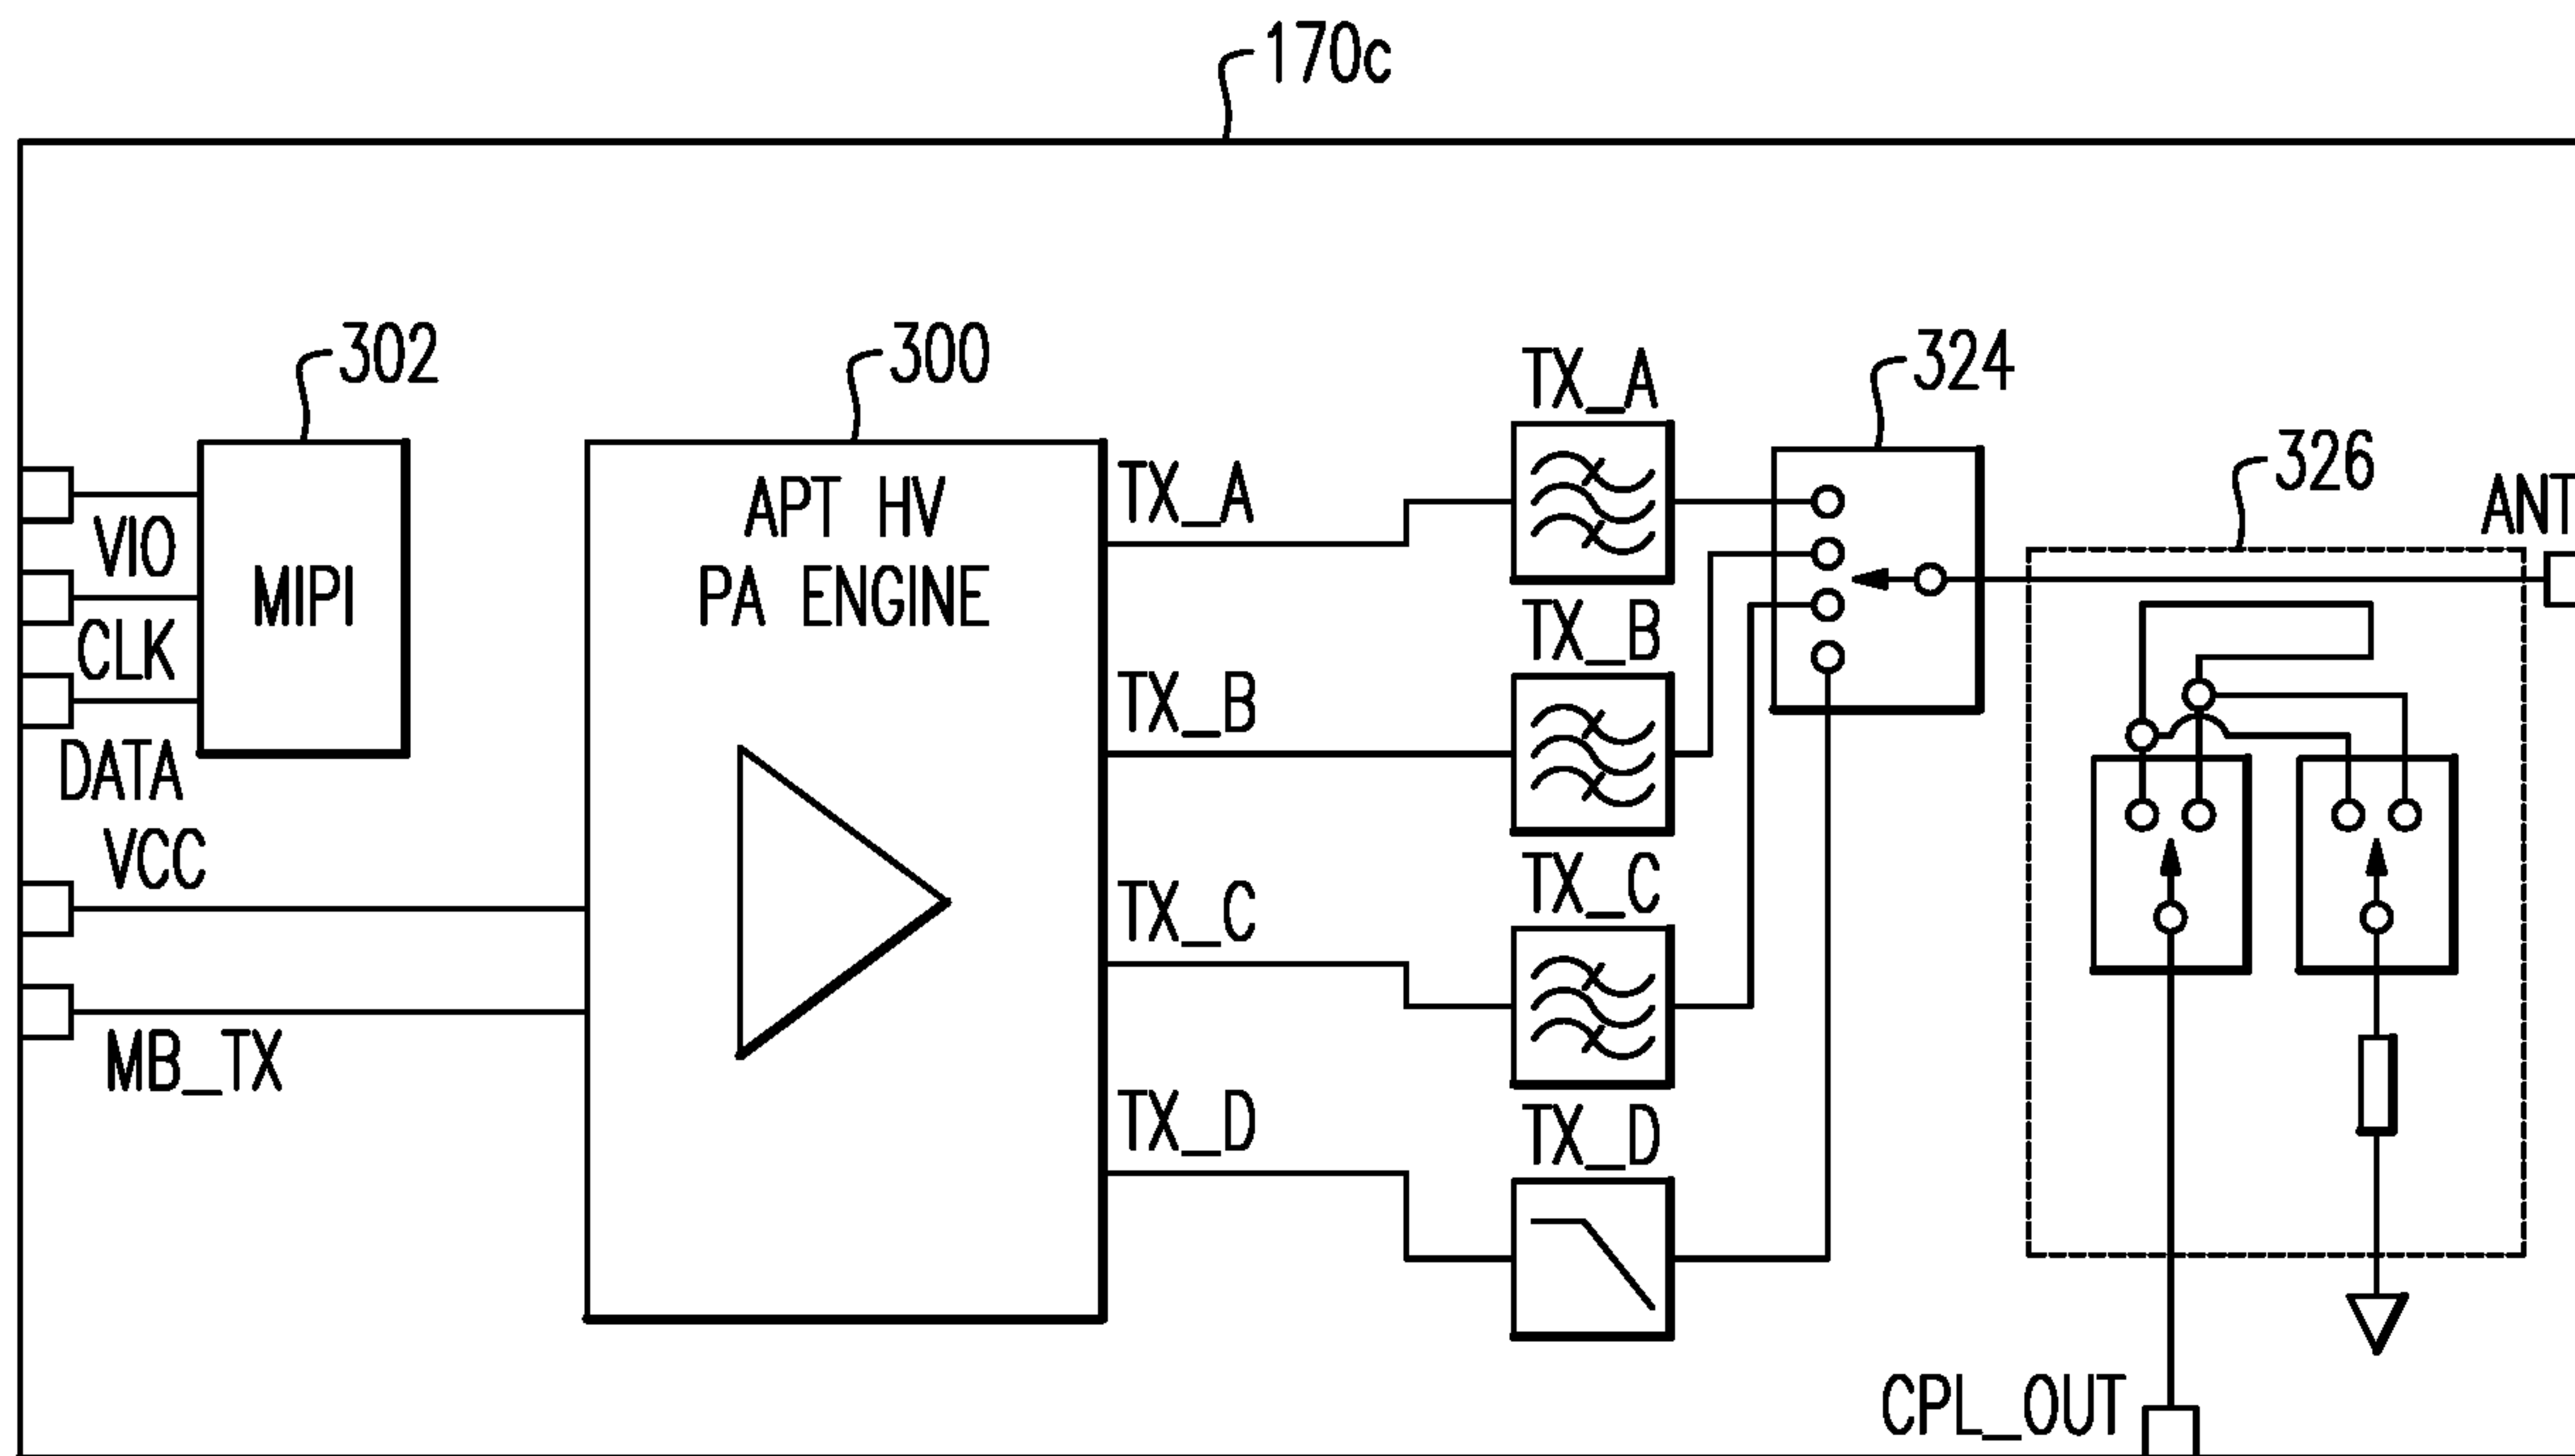 170c
302
300
324
326
ANT
VIO
CLK
DATA
MIPI
VCC
MB_TX
APT HV
PA ENGINE
TX_A
TX_B
TX_C
TX_D
TX_A
TX_B
TX_C
TX_D
CPL_OUT